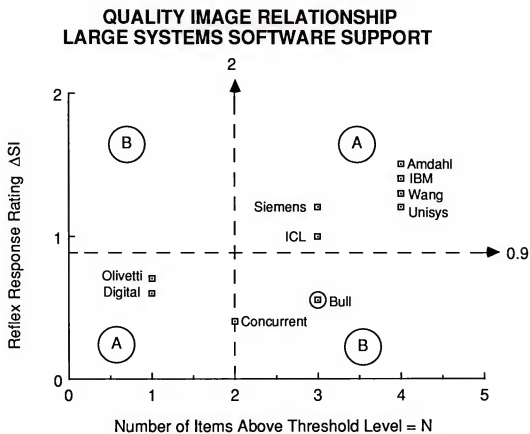 QUALITY IMAGE RELATIONSHIP
LARGE SYSTEMS SOFTWARE SUPPORT
2
2
B
A
Amdahl
IBM
Wang
Unisys
Siemens
ICL
1
0.9
Reflex Response Rating ΔSI
Olivetti
Digital
Bull
Concurrent
A
B
0
0 1 2 3 4 5
Number of Items Above Threshold Level = N